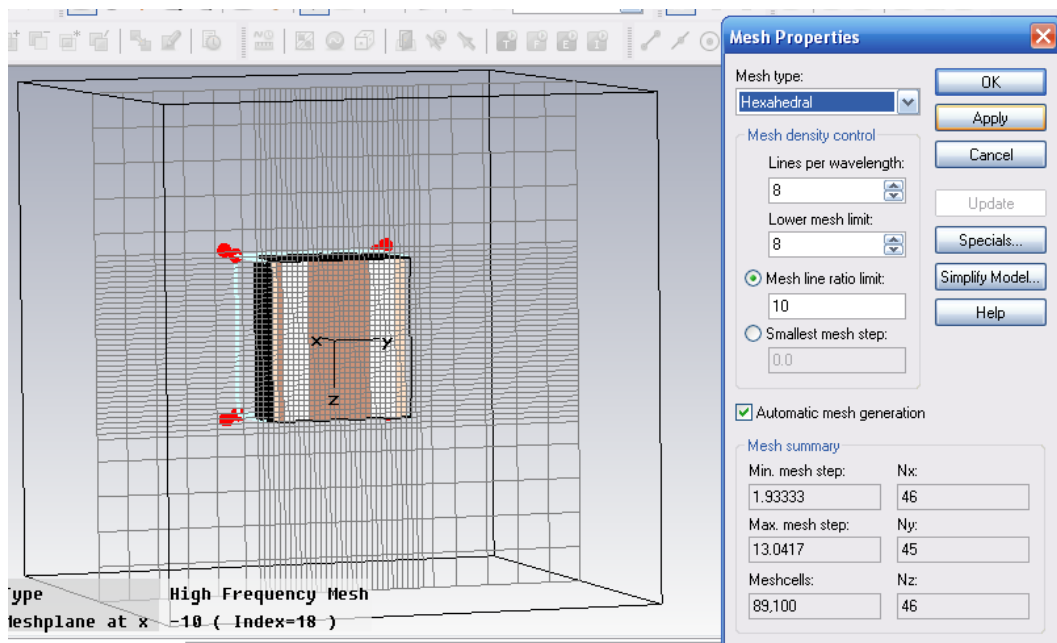 Mesh Properties
Mesh type:
Hexahedral
OK
Apply
Cancel
Mesh density control
Lines per wavelength:
8
Update
Lower mesh limit:
8
Specials...
Mesh line ratio limit:
10
Simplify Model...
Help
Smallest mesh step:
0.0
Automatic mesh generation
Mesh summary
Min. mesh step:
Nx:
1.93333
46
Max. mesh step:
Ny:
13.0417
45
Meshcells:
Nz:
89,100
46
x
y
z
T
F
E
I
ype High Frequency Mesh
Meshplane at x -10 ( Index=18 )